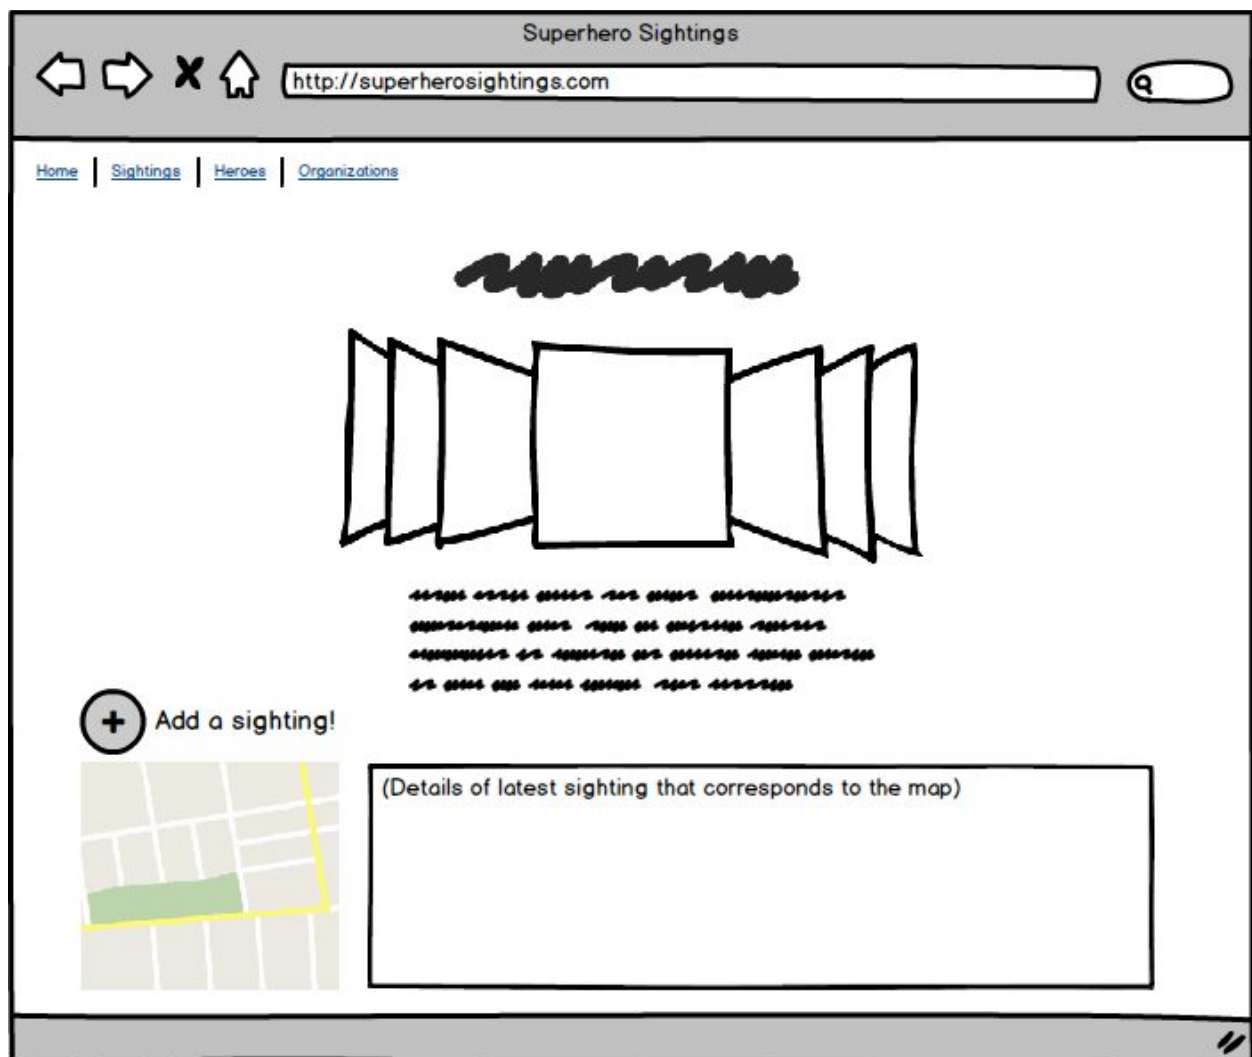 Superhero Sightings
http://superherosightings.com
Home Sightings Heroes Organizations
Add a sighting!
(Details of latest sighting that corresponds to the map)